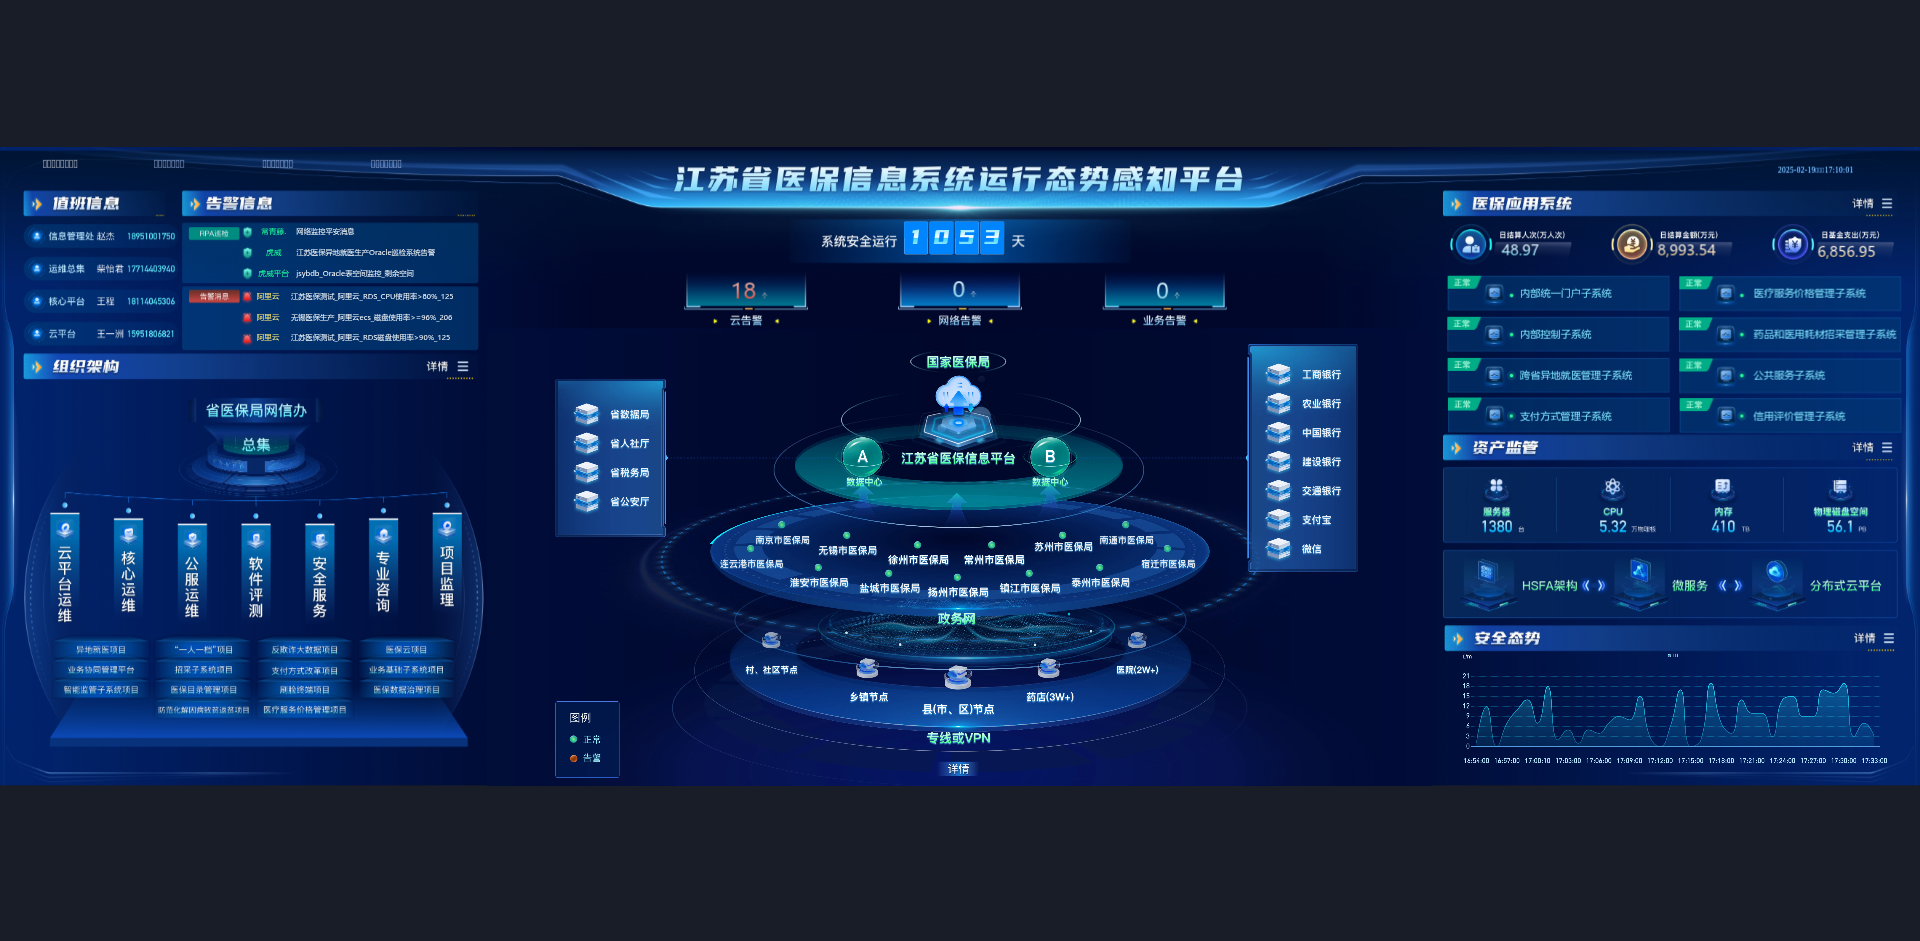 江苏省医保信息系统运行态势感知平台
2025-02-19 17:10:01
值班信息
信息管理处 赵杰 18951001750
运维总集 柴怡君 17714403940
核心平台 王程 18114045306
云平台 王一洲 15951806821
告警信息
RPA巡检 常青藤 网络监控平安消息
虎威 江苏医保异地就医生产Oracle巡检系统告警
虎威平台 jsybdb_Oracle表空间监控_剩余空间
告警消息 阿里云 江苏医保测试_阿里云_RDS_CPU使用率>80%_125
阿里云 无锡医保生产_阿里云ecs_磁盘使用率>=96%_206
阿里云 江苏医保测试_阿里云_RDS磁盘使用率>90%_125
组织架构
详情
省医保局网信办
总集
云平台运维
核心运维
公服运维
软件评测
安全服务
专业咨询
项目监理
异地就医项目 “一人一档”项目 反欺诈大数据项目 医保云项目
业务协同管理平台 招采子系统项目 支付方式改革项目 业务基础子系统项目
智能监管子系统项目 医保目录管理项目 刷脸终端项目 医保数据治理项目
防范化解因病致贫返贫项目 医疗服务价格管理项目
系统安全运行 1053 天
18 ↑
云告警
0 ↑
网络告警
0 ↑
业务告警
省数据局
省人社厅
省税务局
省公安厅
国家医保局
A
江苏省医保信息平台
B
数据中心
数据中心
南京市医保局
无锡市医保局
徐州市医保局
常州市医保局
苏州市医保局
南通市医保局
连云港市医保局
淮安市医保局
盐城市医保局
扬州市医保局
镇江市医保局
泰州市医保局
宿迁市医保局
政务网
村、社区节点
乡镇节点
县(市、区)节点
药店(3W+)
医院(2W+)
专线或VPN
详情
图例
正常
告警
工商银行
农业银行
中国银行
建设银行
交通银行
支付宝
微信
医保应用系统
详情
日结算人次(万人次)
48.97
日结算金额(万元)
8,993.54
日基金支出(万元)
6,856.95
正常 内部统一门户子系统
正常 医疗服务价格管理子系统
正常 内部控制子系统
正常 药品和医用耗材招采管理子系统
正常 跨省异地就医管理子系统
正常 公共服务子系统
正常 支付方式管理子系统
正常 信用评价管理子系统
资产监管
详情
服务器
1380 台
CPU
5.32 万物理核
内存
410 TB
物理磁盘空间
56.1 PB
HSFA架构 《 》 微服务 《 》 分布式云平台
安全态势
详情
21
18
15
12
9
6
3
0
16:54:00 16:57:00 17:00:10 17:03:00 17:06:00 17:09:00 17:12:00 17:15:00 17:18:00 17:21:00 17:24:00 17:27:00 17:30:00 17:33:00